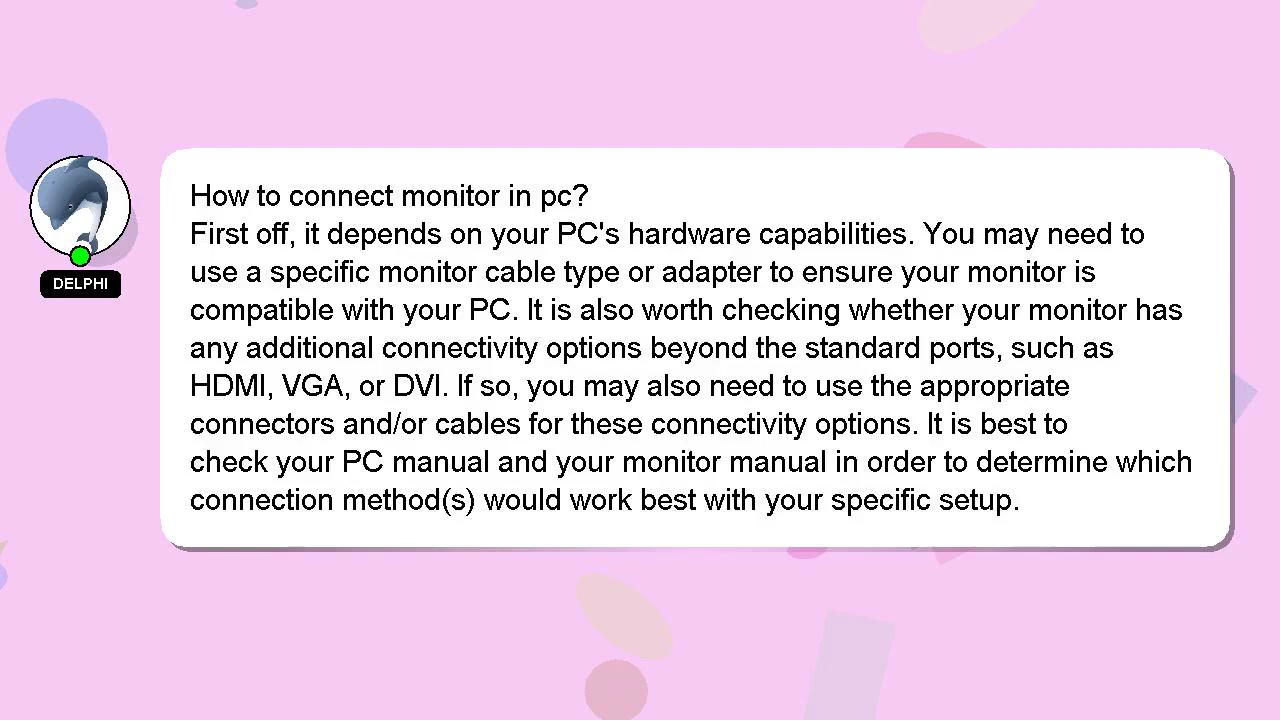 How to connect monitor in pc?
First off, it depends on your PC's hardware capabilities. You may need to
use a specific monitor cable type or adapter to ensure your monitor is
compatible with your PC. It is also worth checking whether your monitor has
any additional connectivity options beyond the standard ports, such as
HDMI, VGA, or DVI. If so, you may also need to use the appropriate
connectors and/or cables for these connectivity options. It is best to
check your PC manual and your monitor manual in order to determine which
connection method(s) would work best with your specific setup.
DELPHI